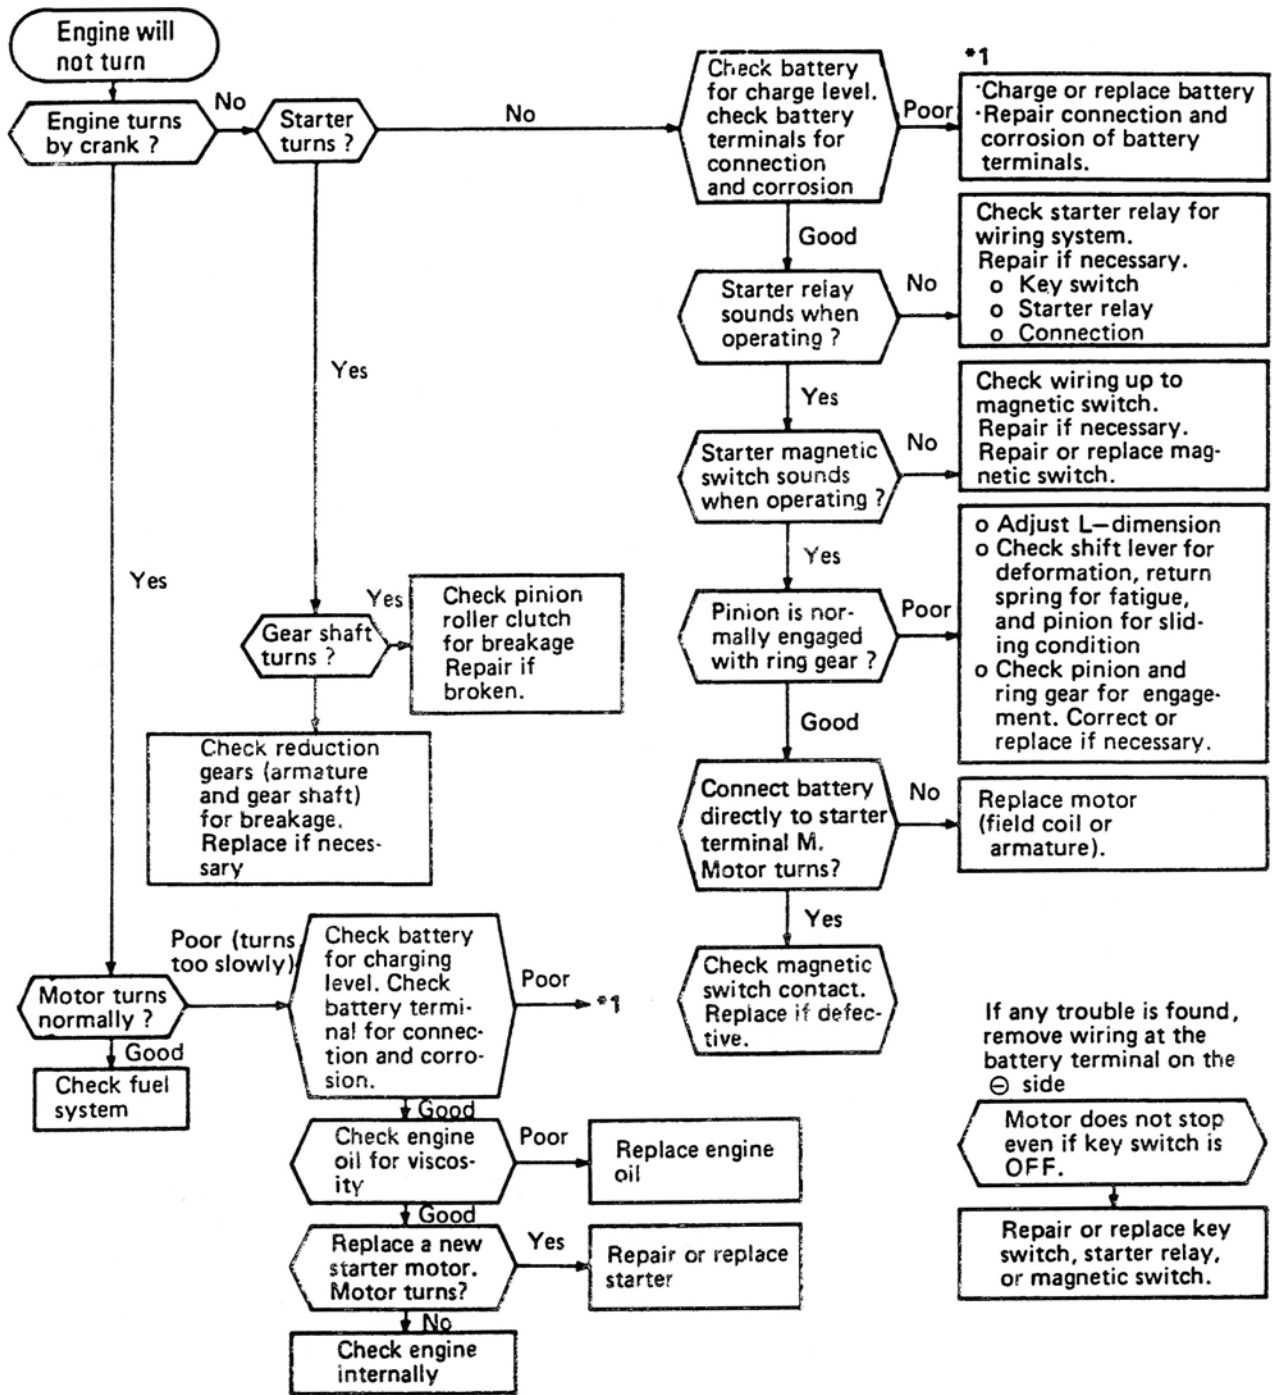 Engine will
not turn
Engine turns
by crank ?
No
Starter
turns ?
No
Check battery
for charge level.
check battery
terminals for
connection
and corrosion
Poor
*1
·Charge or replace battery
·Repair connection and
corrosion of battery
terminals.
Good
Starter relay
sounds when
operating ?
No
Check starter relay for
wiring system.
Repair if necessary.
o Key switch
o Starter relay
o Connection
Yes
Starter magnetic
switch sounds
when operating ?
No
Check wiring up to
magnetic switch.
Repair if necessary.
Repair or replace mag-
netic switch.
Yes
Pinion is nor-
mally engaged
with ring gear ?
Poor
o Adjust L–dimension
o Check shift lever for
deformation, return
spring for fatigue,
and pinion for slid-
ing condition
o Check pinion and
ring gear for engage-
ment. Correct or
replace if necessary.
Good
Connect battery
directly to starter
terminal M.
Motor turns?
No
Replace motor
(field coil or
armature).
Yes
Check magnetic
switch contact.
Replace if defec-
tive.
Yes
Gear shaft
turns ?
Yes
Check pinion
roller clutch
for breakage
Repair if
broken.
Check reduction
gears (armature
and gear shaft)
for breakage.
Replace if neces-
sary
Yes
Motor turns
normally ?
Poor (turns
too slowly)
Good
Check fuel
system
Check battery
for charging
level. Check
battery termi-
nal for connec-
tion and corro-
sion.
Poor
*1
Good
Check engine
oil for viscos-
ity
Poor
Replace engine
oil
Good
Replace a new
starter motor.
Motor turns?
Yes
Repair or replace
starter
No
Check engine
internally
If any trouble is found,
remove wiring at the
battery terminal on the
⊖ side
Motor does not stop
even if key switch is
OFF.
Repair or replace key
switch, starter relay,
or magnetic switch.